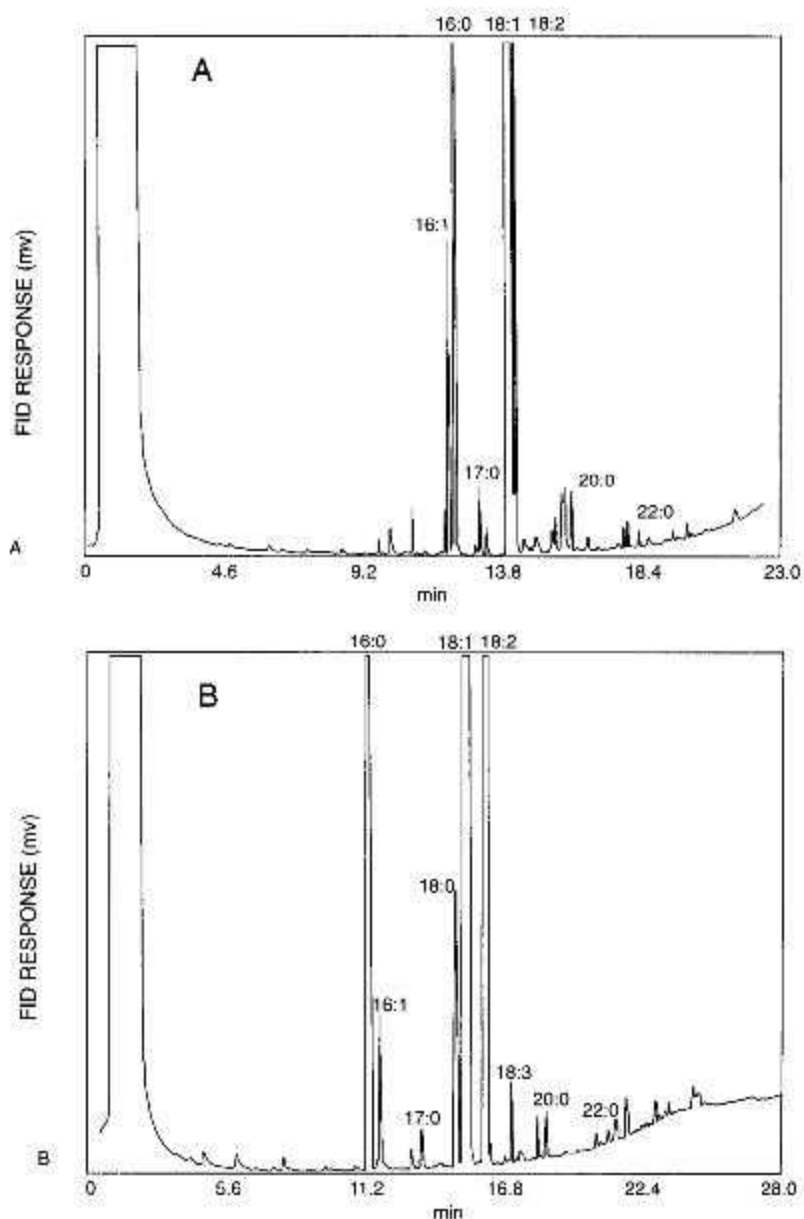 16:0 18:1 18:2
A
16:1
17:0
20:0
22:0
FID RESPONSE (mv)
A
0 4.6 9.2 13.8 18.4 23.0
min
16:0 18:1 18:2
B
18:0
16:1
17:0
18:3
20:0
22:0
FID RESPONSE (mv)
B
0 5.6 11.2 16.8 22.4 28.0
min